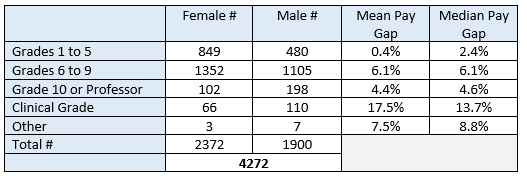 Female # Male # Mean Pay Gap Median Pay Gap
Grades 1 to 5 849 480 0.4% 2.4%
Grades 6 to 9 1352 1105 6.1% 6.1%
Grade 10 or Professor 102 198 4.4% 4.6%
Clinical Grade 66 110 17.5% 13.7%
Other 3 7 7.5% 8.8%
Total # 2372 1900
4272